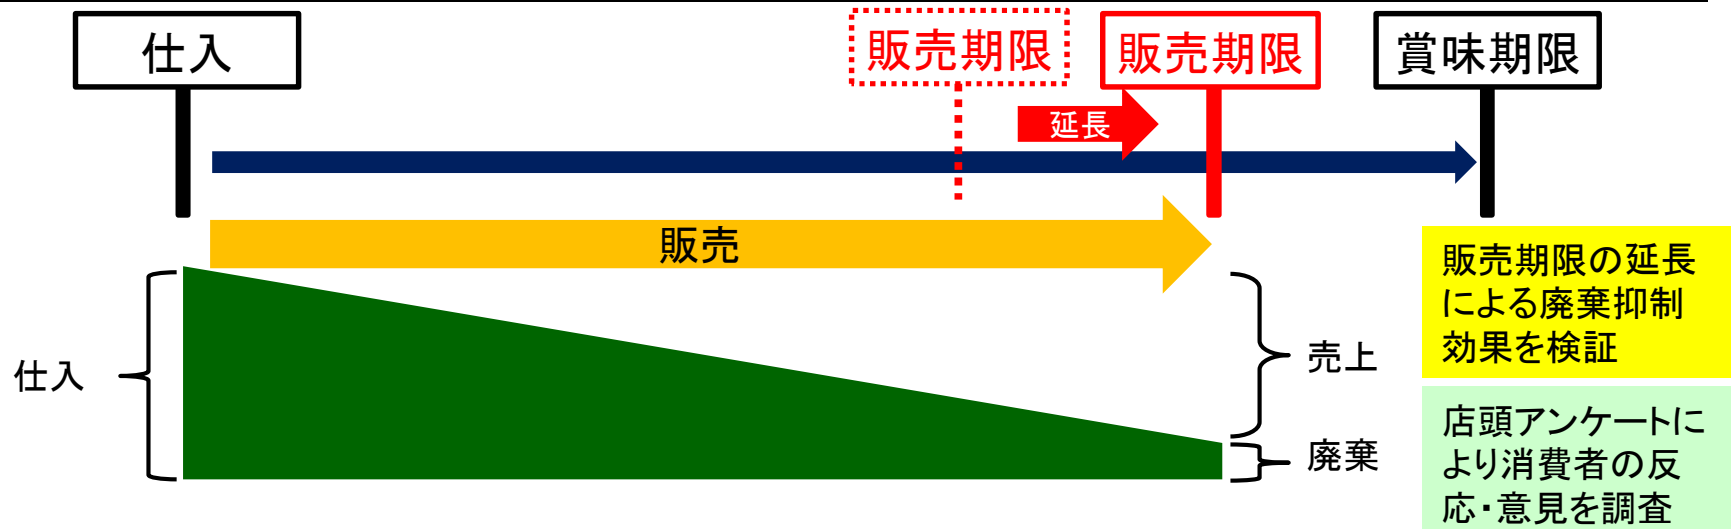 仕入
販売期限
販売期限
賞味期限
延長
販売
仕入
売上
廃棄
販売期限の延長
による廃棄抑制
効果を検証
店頭アンケートに
より消費者の反
応・意見を調査